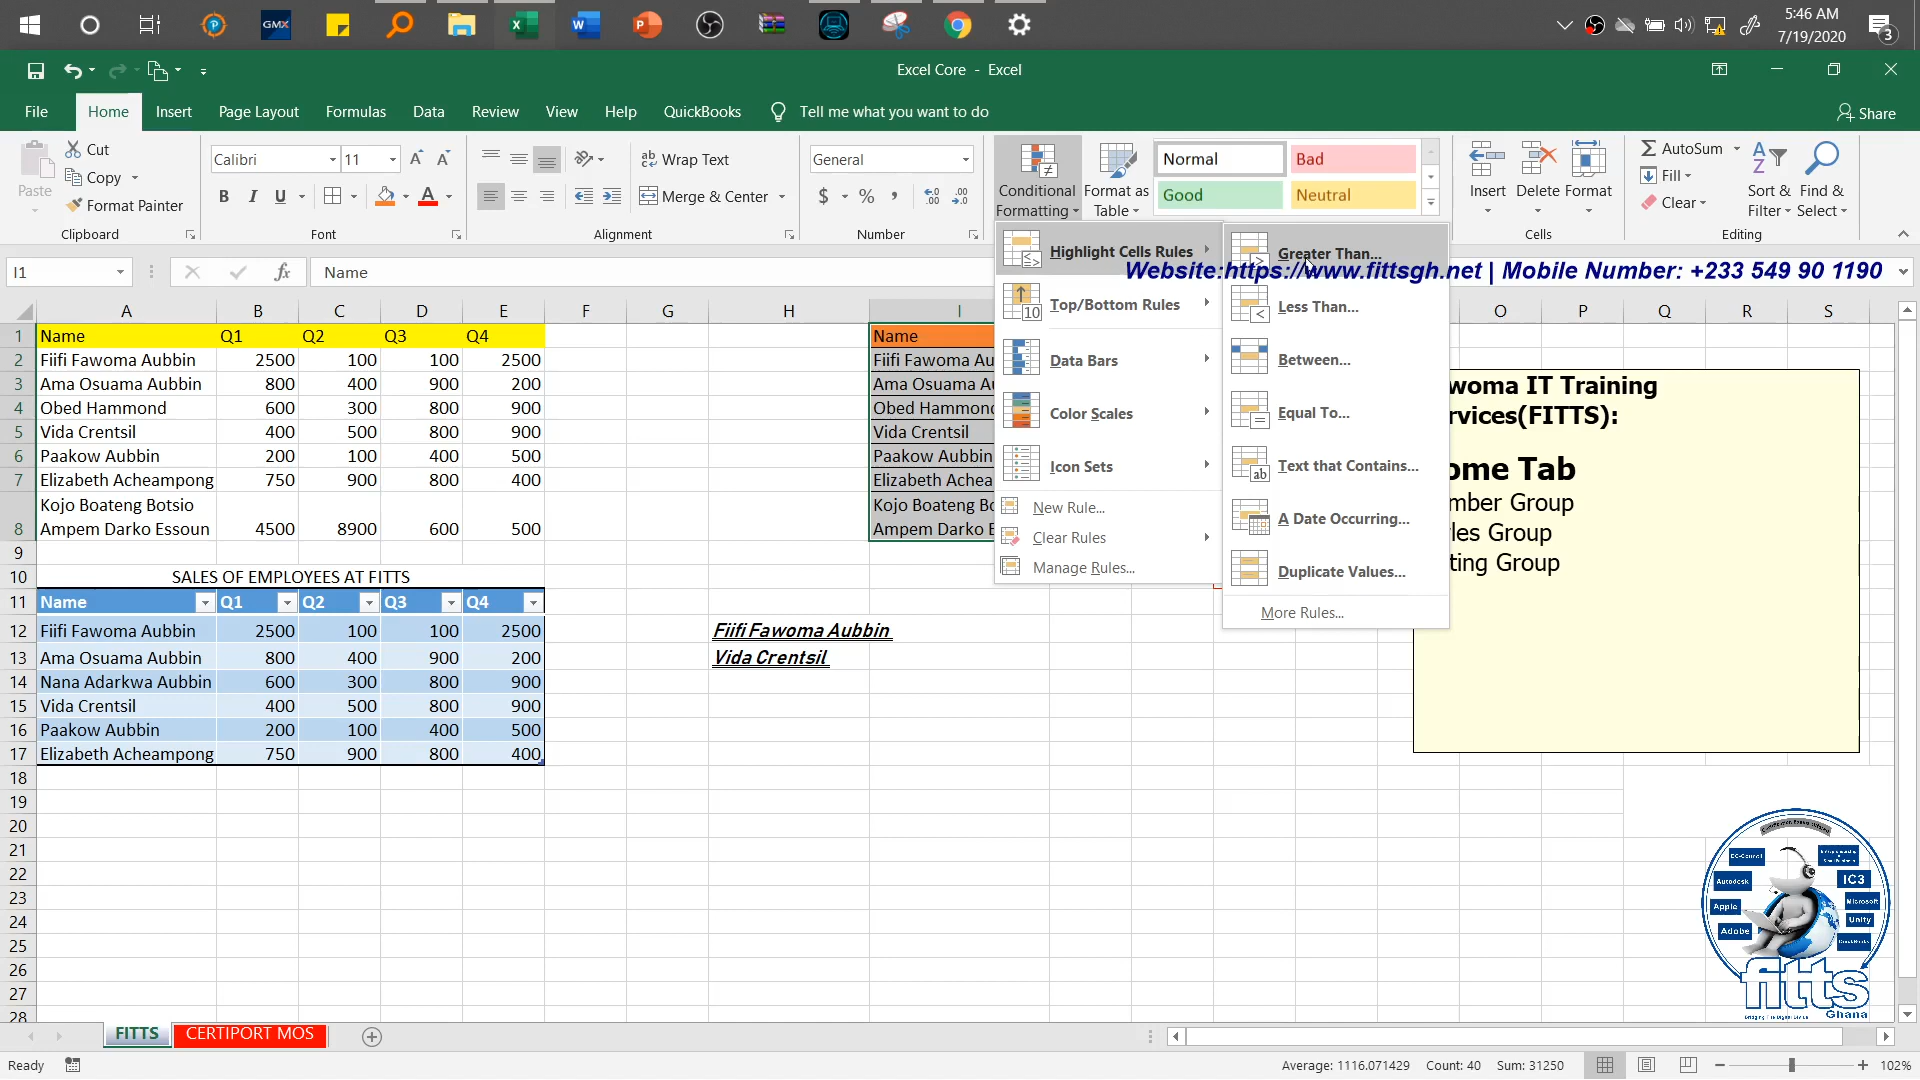 GMX
5:46 AM
7/19/2020
3
Excel Core - Excel
File Home Insert Page Layout Formulas Data Review View Help QuickBooks Tell me what you want to do Share
Paste
Cut
Copy
Format Painter
Clipboard
Calibri 11
B I U
Font
Wrap Text
Merge & Center
Alignment
General
$ % ,
Number
Conditional Formatting
Format as Table
Normal Bad
Good Neutral
Insert Delete Format
Cells
AutoSum
Fill
Clear
Sort & Filter
Find & Select
Editing
I1 fx Name
Highlight Cells Rules
Top/Bottom Rules
Data Bars
Color Scales
Icon Sets
New Rule...
Clear Rules
Manage Rules...
Greater Than...
Less Than...
Between...
Equal To...
Text that Contains...
A Date Occurring...
Duplicate Values...
More Rules...
Website:https://www.fittsgh.net | Mobile Number: +233 549 90 1190
A B C D E F G H I O P Q R S
1 Name Q1 Q2 Q3 Q4 Name
2 Fiifi Fawoma Aubbin 2500 100 100 2500 Fiifi Fawoma Au
3 Ama Osuama Aubbin 800 400 900 200 Ama Osuama A
4 Obed Hammond 600 300 800 900 Obed Hammond
5 Vida Crentsil 400 500 800 900 Vida Crentsil
6 Paakow Aubbin 200 100 400 500 Paakow Aubbin
7 Elizabeth Acheampong 750 900 800 400 Elizabeth Achea
Kojo Boateng Botsio Kojo Boateng Bo
8 Ampem Darko Essoun 4500 8900 600 500 Ampem Darko E
9
10 SALES OF EMPLOYEES AT FITTS
11 Name Q1 Q2 Q3 Q4
12 Fiifi Fawoma Aubbin 2500 100 100 2500 Fiifi Fawoma Aubbin
13 Ama Osuama Aubbin 800 400 900 200 Vida Crentsil
14 Nana Adarkwa Aubbin 600 300 800 900
15 Vida Crentsil 400 500 800 900
16 Paakow Aubbin 200 100 400 500
17 Elizabeth Acheampong 750 900 800 400
18
19
20
21
22
23
24
25
26
27
28
woma IT Training
rvices(FITTS):
ome Tab
mber Group
les Group
ting Group
EC-Council
Autodesk
IC3
Apple
Microsoft
Unity
Adobe
QuickBooks
fitts
Ghana
FITTS CERTIPORT MOS
Ready Average: 1116.071429 Count: 40 Sum: 31250 102%